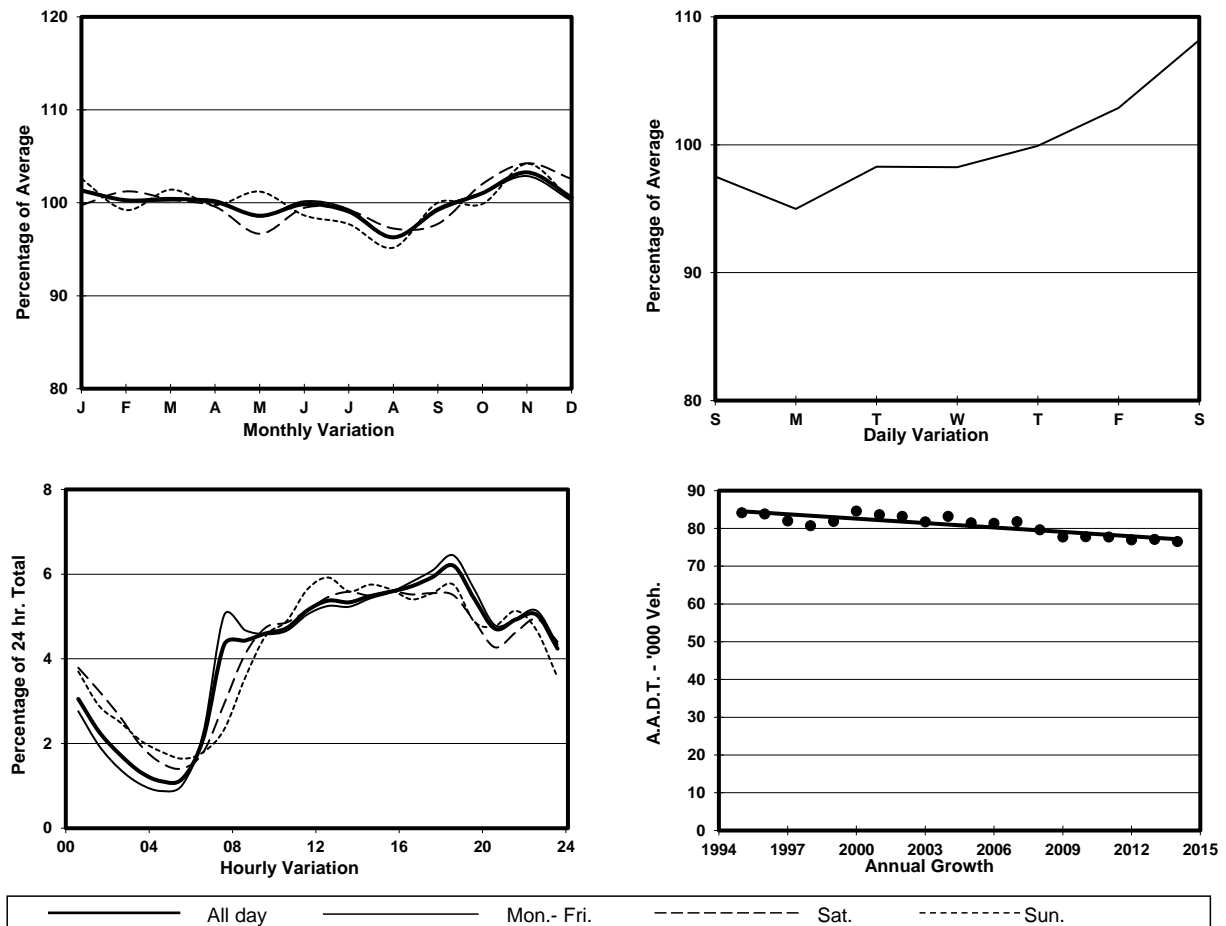 120
110
100
90
80
Percentage of Average
J F M A M J J A S O N D
Monthly Variation
110
100
90
80
Percentage of Average
S M T W T F S
Daily Variation
8
6
4
2
0
Percentage of 24 hr. Total
00 04 08 12 16 20 24
Hourly Variation
90
80
70
60
50
40
30
20
10
0
A.A.D.T. - '000 Veh.
1994 1997 2000 2003 2006 2009 2012 2015
Annual Growth
All day Mon.- Fri. Sat. Sun.